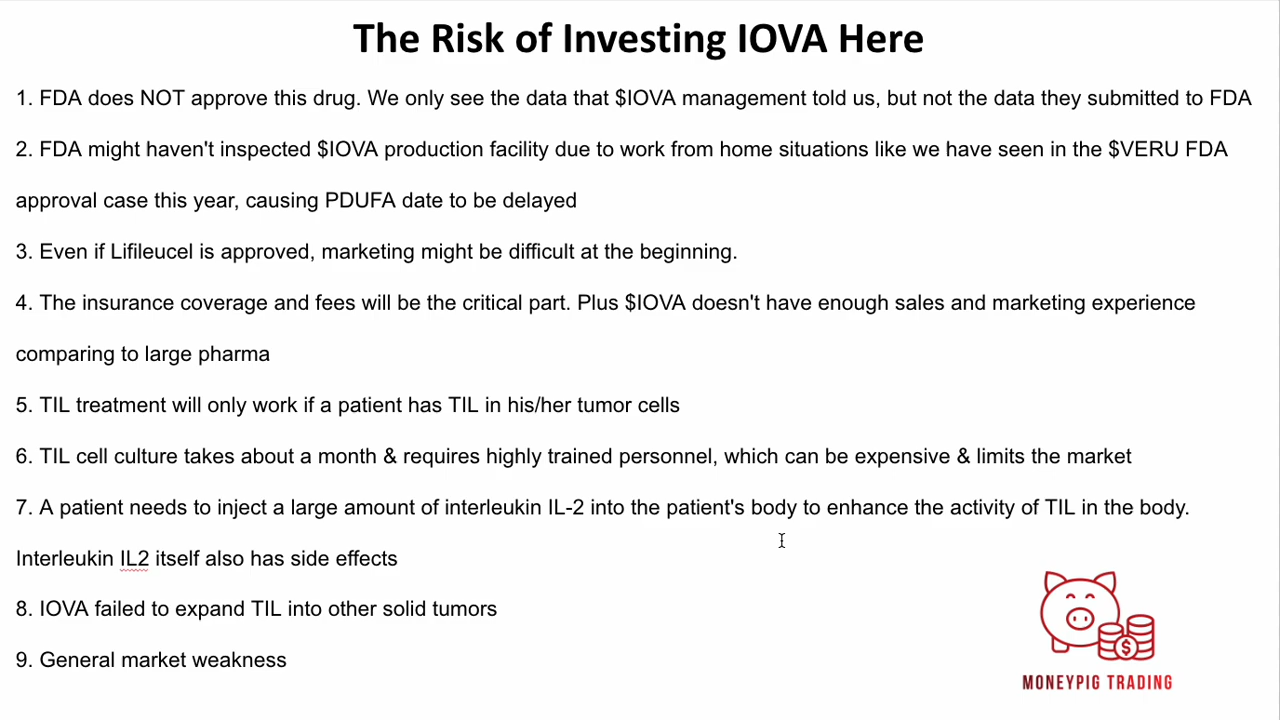 The Risk of Investing IOVA Here
1. FDA does NOT approve this drug. We only see the data that $IOVA management told us, but not the data they submitted to FDA
2. FDA might haven't inspected $IOVA production facility due to work from home situations like we have seen in the $VERU FDA
approval case this year, causing PDUFA date to be delayed
3. Even if Lifileucel is approved, marketing might be difficult at the beginning.
4. The insurance coverage and fees will be the critical part. Plus $IOVA doesn't have enough sales and marketing experience
comparing to large pharma
5. TIL treatment will only work if a patient has TIL in his/her tumor cells
6. TIL cell culture takes about a month & requires highly trained personnel, which can be expensive & limits the market
7. A patient needs to inject a large amount of interleukin IL-2 into the patient's body to enhance the activity of TIL in the body.
Interleukin IL2 itself also has side effects
8. IOVA failed to expand TIL into other solid tumors
9. General market weakness
$
MONEYPIG TRADING